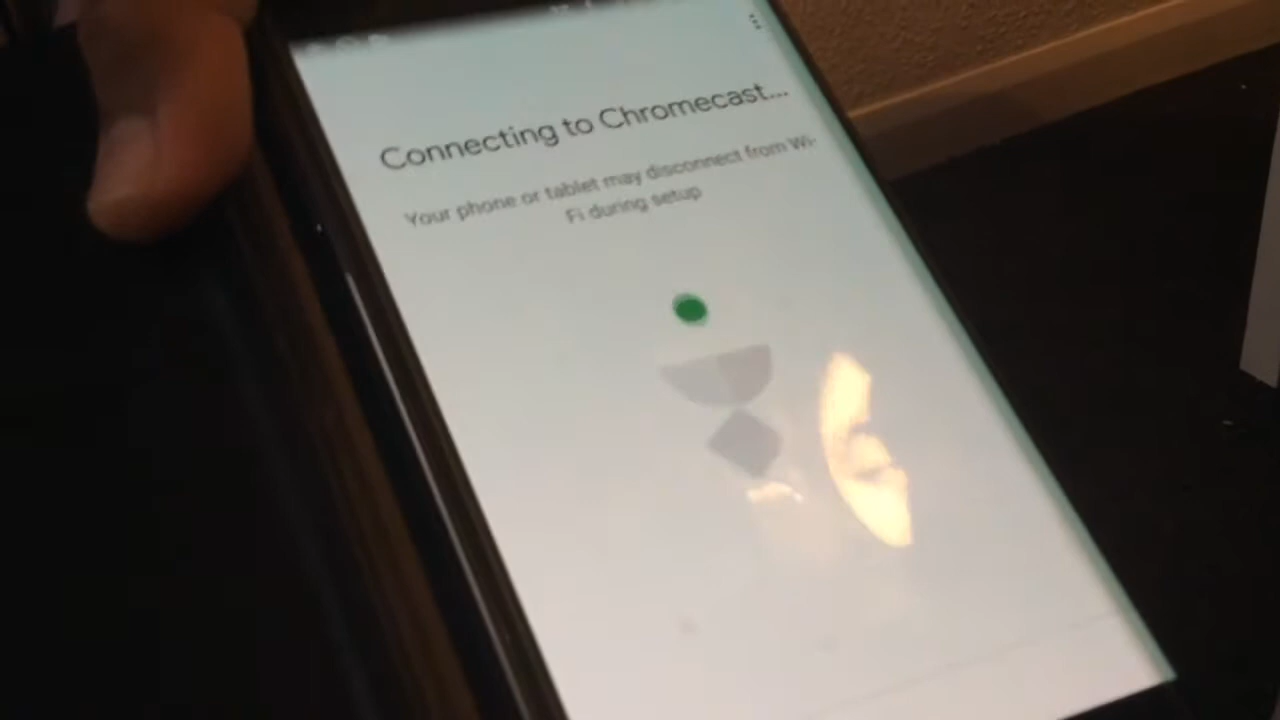 Connecting to Chromecast...
Your phone or tablet may disconnect from Wi-
Fi during setup